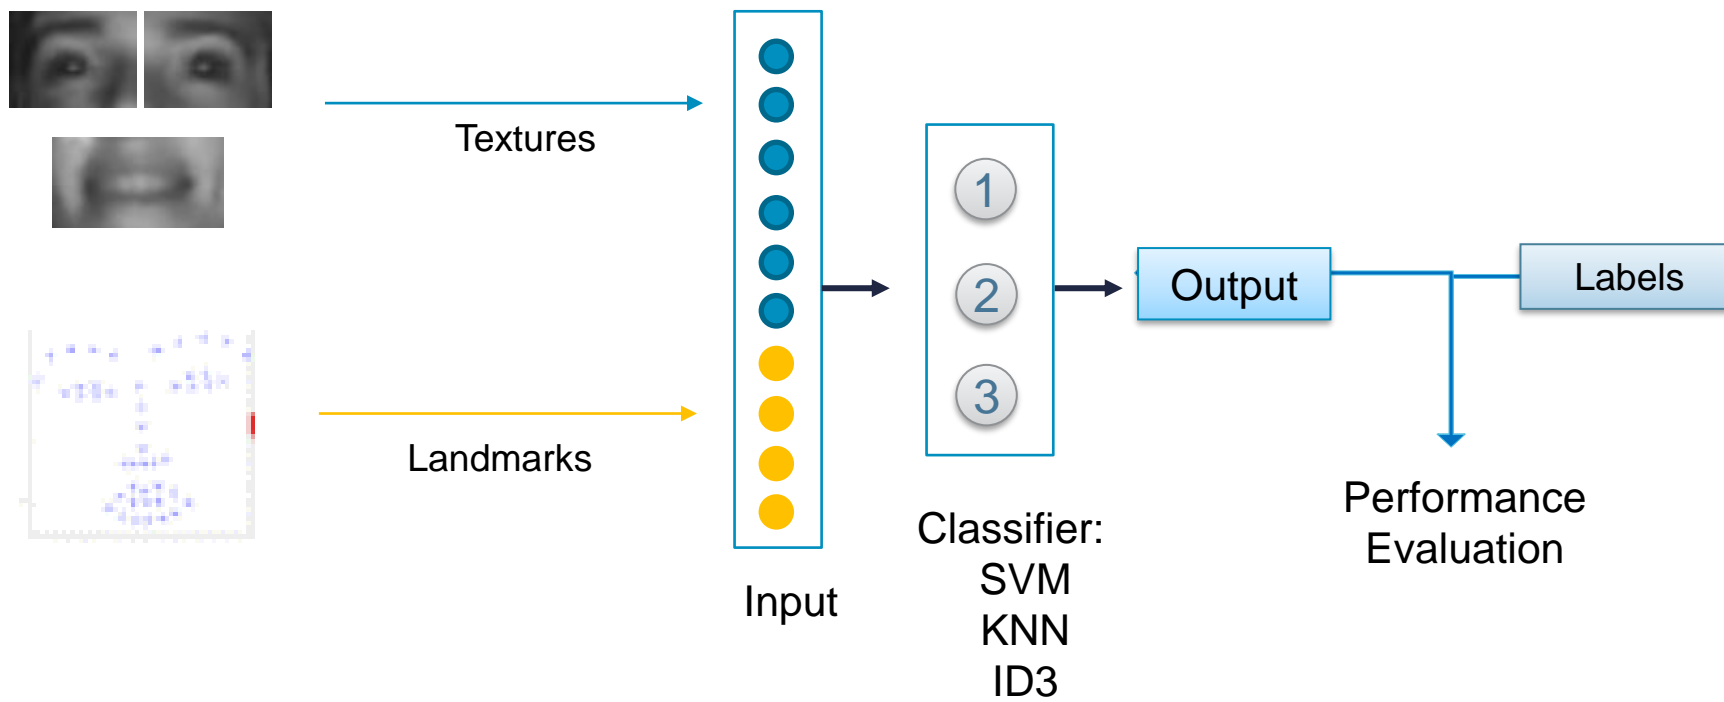 Textures
Landmarks
Input
1
2
3
Classifier:
SVM
KNN
ID3
Output
Labels
Performance
Evaluation